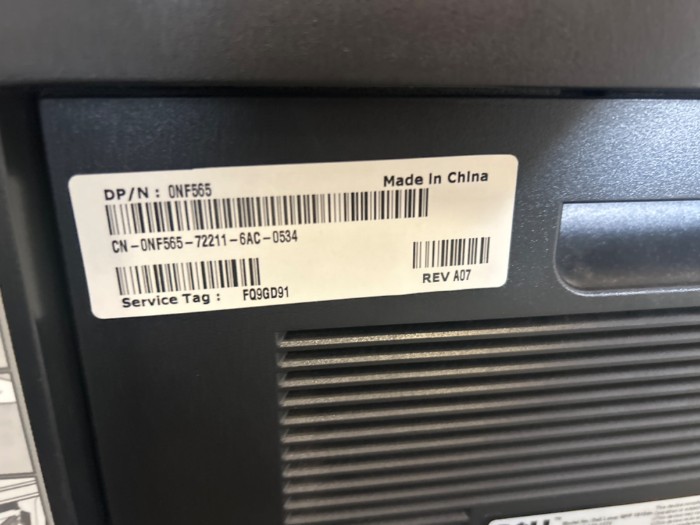 DP/N : 0NF565
Made in China
CN-0NF565-72211-6AC-0534
Service Tag : FQ9GD91
REV A07